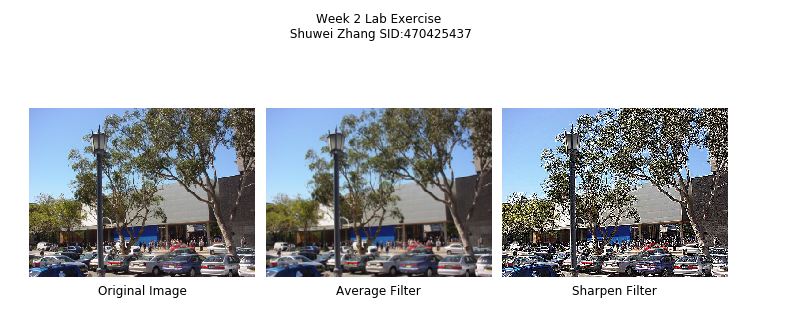 Week 2 Lab Exercise
Shuwei Zhang SID:470425437
Original Image
Average Filter
Sharpen Filter